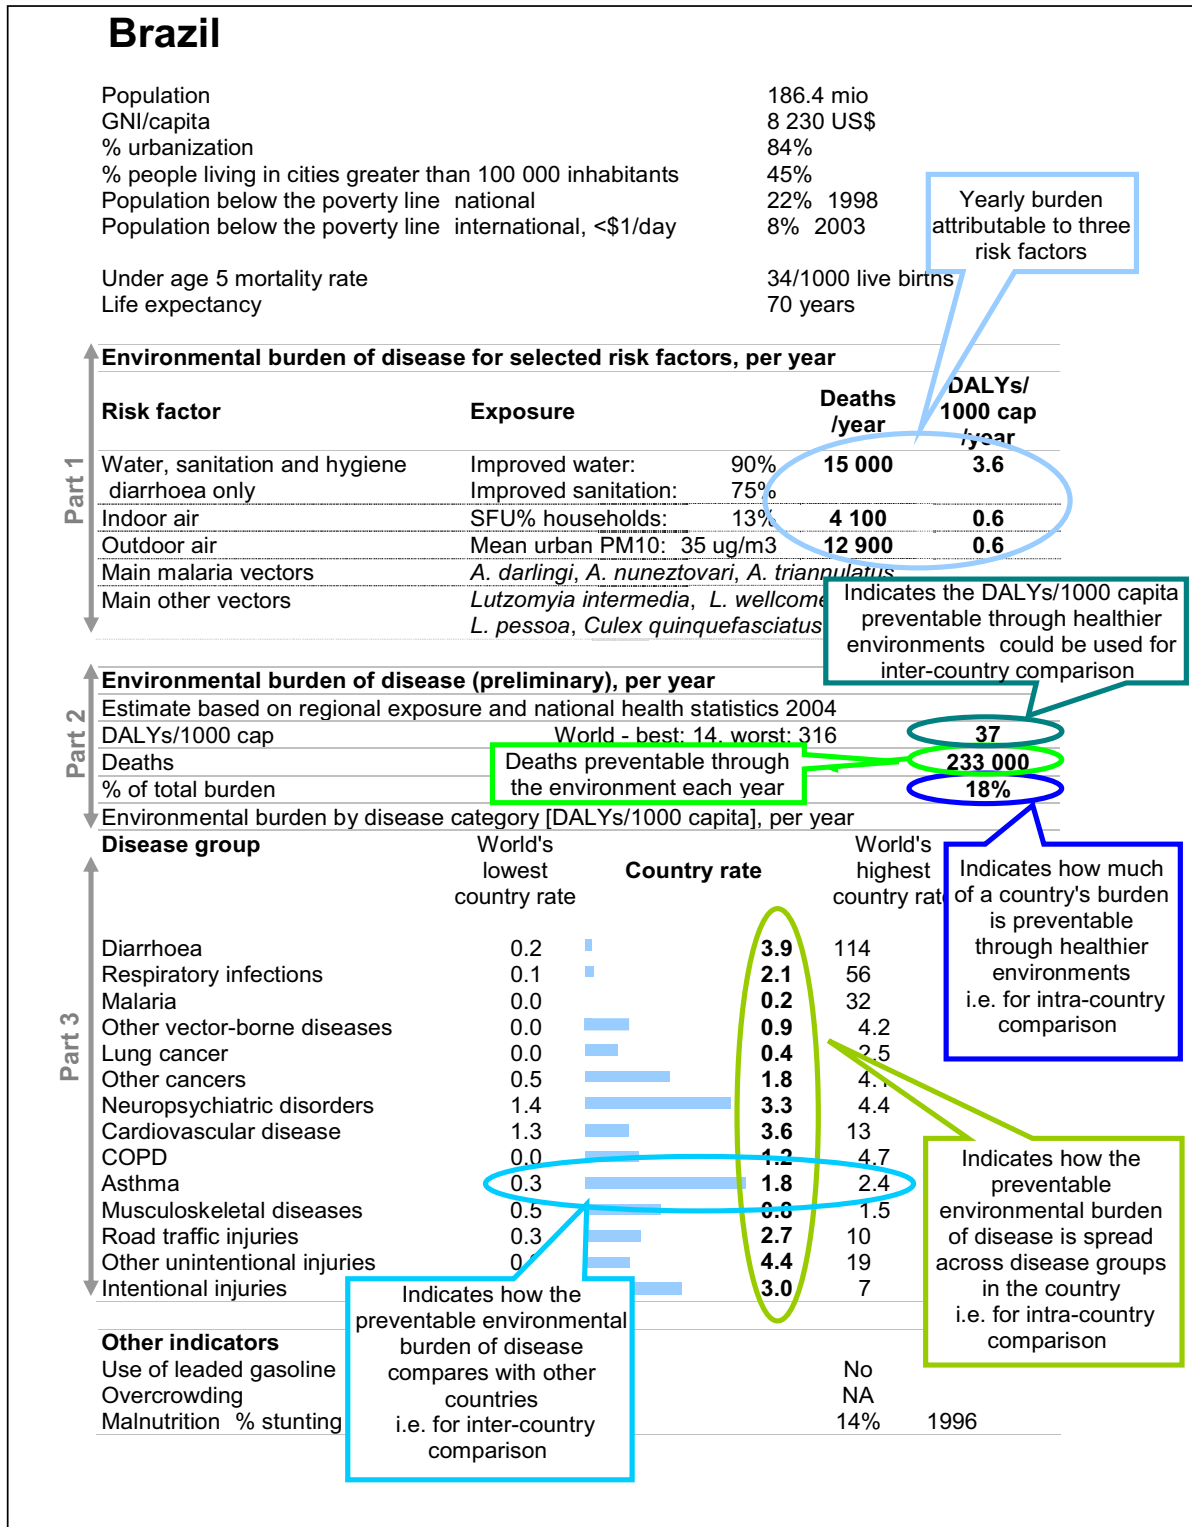 Brazil
Population 186.4 mio
GNI/capita 8 230 US$
% urbanization 84%
% people living in cities greater than 100 000 inhabitants 45%
Population below the poverty line national 22% 1998
Population below the poverty line international, <$1/day 8% 2003
Yearly burden
attributable to three
risk factors
Under age 5 mortality rate 34/1000 live births
Life expectancy 70 years
Part 1
Environmental burden of disease for selected risk factors, per year
Risk factor Exposure Deaths /year DALYs/ 1000 cap /year
Water, sanitation and hygiene Improved water: 90% 15 000 3.6
diarrhoea only Improved sanitation: 75%
Indoor air SFU% households: 13% 4 100 0.6
Outdoor air Mean urban PM10: 35 ug/m3 12 900 0.6
Main malaria vectors A. darlingi, A. nuneztovari, A. triannulatus
Main other vectors Lutzomyia intermedia, L. wellcome
L. pessoa, Culex quinquefasciatus
Indicates the DALYs/1000 capita
preventable through healthier
environments could be used for
inter-country comparison
Part 2
Environmental burden of disease (preliminary), per year
Estimate based on regional exposure and national health statistics 2004
DALYs/1000 cap World - best: 14, worst: 316 37
Deaths 233 000
% of total burden 18%
Deaths preventable through
the environment each year
Environmental burden by disease category [DALYs/1000 capita], per year
Part 3
Disease group World's lowest country rate Country rate World's highest country rate
Indicates how much
of a country's burden
is preventable
through healthier
environments
i.e. for intra-country
comparison
Diarrhoea 0.2 3.9 114
Respiratory infections 0.1 2.1 56
Malaria 0.0 0.2 32
Other vector-borne diseases 0.0 0.9 4.2
Lung cancer 0.0 0.4 2.5
Other cancers 0.5 1.8 4.1
Neuropsychiatric disorders 1.4 3.3 4.4
Cardiovascular disease 1.3 3.6 13
COPD 0.0 1.2 4.7
Asthma 0.3 1.8 2.4
Musculoskeletal diseases 0.5 0.8 1.5
Road traffic injuries 0.3 2.7 10
Other unintentional injuries 4.4 19
Intentional injuries 3.0 7
Indicates how the
preventable
environmental burden
of disease is spread
across disease groups
in the country
i.e. for intra-country
comparison
Indicates how the
preventable environmental
burden of disease
compares with other
countries
i.e. for inter-country
comparison
Other indicators
Use of leaded gasoline No
Overcrowding NA
Malnutrition % stunting 14% 1996